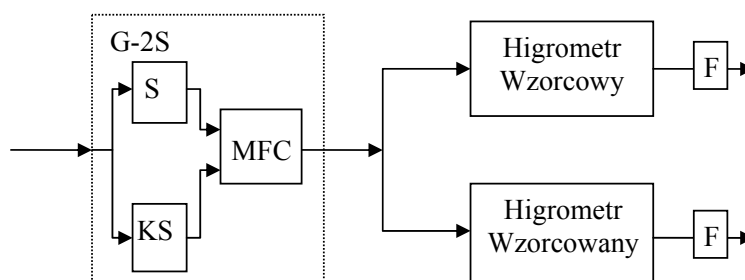 G-2S
S
KS
MFC
Higrometr
Wzorcowy
F
Higrometr
Wzorcowany
F